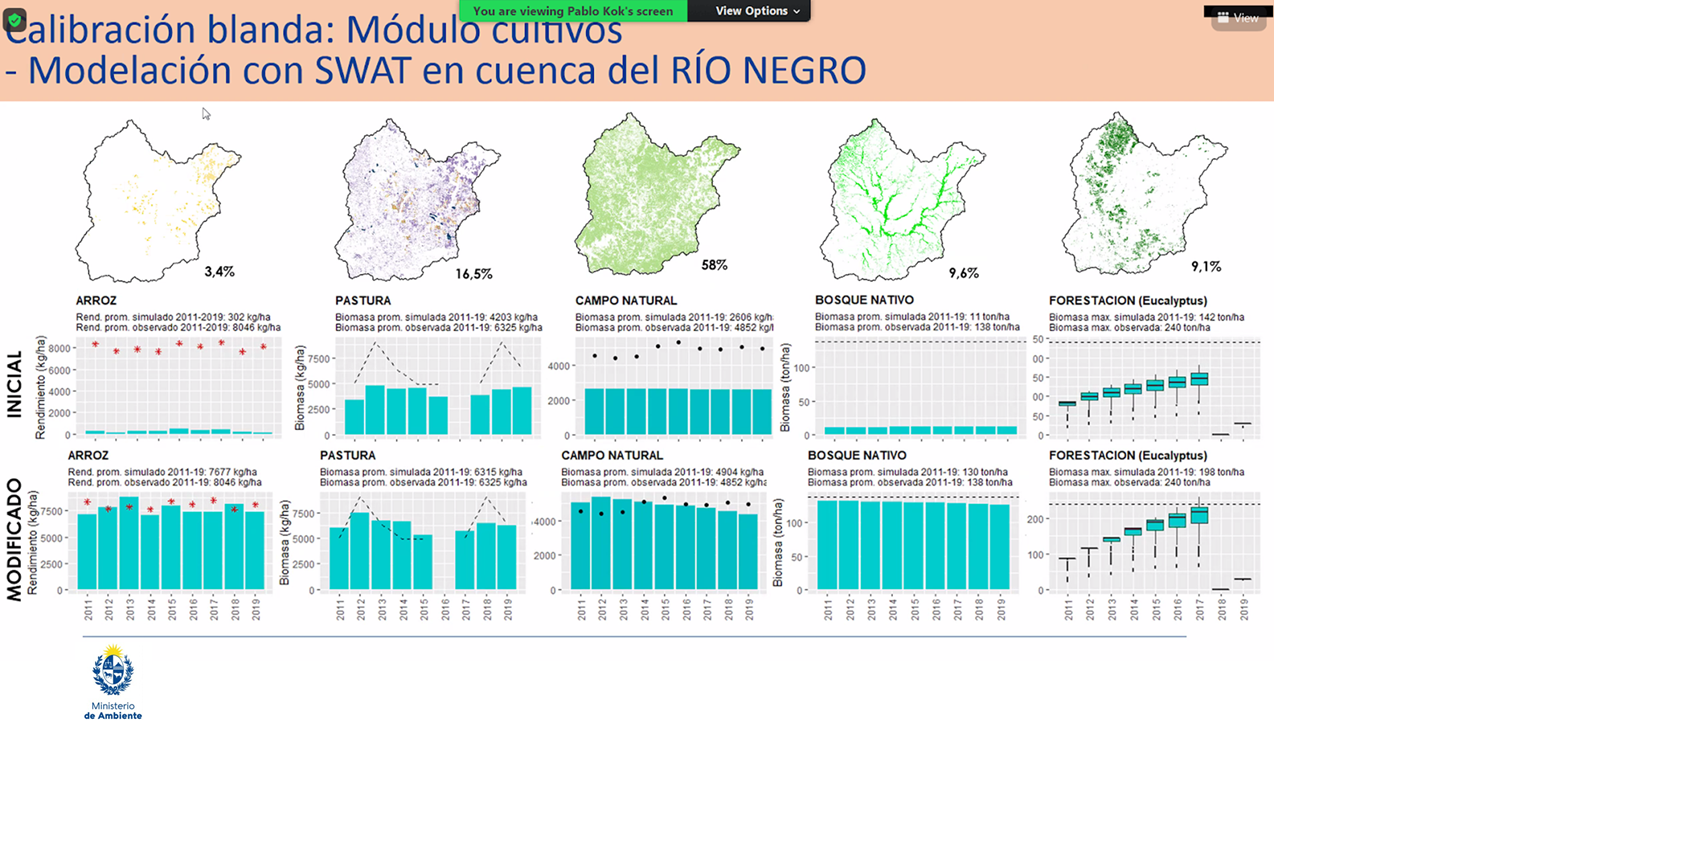 You are viewing Pablo Kok's screen
View Options
View
Calibración blanda: Módulo cultivos
- Modelación con SWAT en cuenca del RÍO NEGRO
3,4%
16,5%
58%
9,6%
9,1%
INICIAL
ARROZ
Rend. prom. simulado 2011-2019: 302 kg/ha
Rend. prom. observado 2011-2019: 8046 kg/ha
Rendimiento (kg/ha)
8000
6000
4000
2000
0
PASTURA
Biomasa prom. simulada 2011-19: 4203 kg/ha
Biomasa prom. observada 2011-19: 6325 kg/ha
Biomasa (kg/ha)
7500
5000
2500
0
CAMPO NATURAL
Biomasa prom. simulada 2011-19: 2606 kg/h
Biomasa prom. observada 2011-19: 4852 kg/
4000
2000
0
BOSQUE NATIVO
Biomasa prom. simulada 2011-19: 11 ton/ha
Biomasa prom. observada 2011-19: 138 ton/ha
Biomasa (ton/ha)
100
50
0
FORESTACION (Eucalyptus)
Biomasa max. simulada 2011-19: 142 ton/ha
Biomasa max. observada: 240 ton/ha
50
00
50
00
50
0
MODIFICADO
ARROZ
Rend. prom. simulado 2011-19: 7677 kg/ha
Rend. prom. observado 2011-19: 8046 kg/ha
Rendimiento (kg/ha)
7500
5000
2500
0
2011 2012 2013 2014 2015 2016 2017 2018 2019
PASTURA
Biomasa prom. simulada 2011-19: 6315 kg/ha
Biomasa prom. observada 2011-19: 6325 kg/ha
Biomasa (kg/ha)
7500
5000
2500
0
2011 2012 2013 2014 2015 2016 2017 2018 2019
CAMPO NATURAL
Biomasa prom. simulada 2011-19: 4904 kg/ha
Biomasa prom. observada 2011-19: 4852 kg/ha
4000
2000
0
2011 2012 2013 2014 2015 2016 2017 2018 2019
BOSQUE NATIVO
Biomasa prom. simulada 2011-19: 130 ton/ha
Biomasa prom. observada 2011-19: 138 ton/ha
Biomasa (ton/ha)
100
50
0
2011 2012 2013 2014 2015 2016 2017 2018 2019
FORESTACION (Eucalyptus)
Biomasa max. simulada 2011-19: 198 ton/ha
Biomasa max. observada: 240 ton/ha
200
100
0
2011 2012 2013 2014 2015 2016 2017 2018 2019
Ministerio
de Ambiente